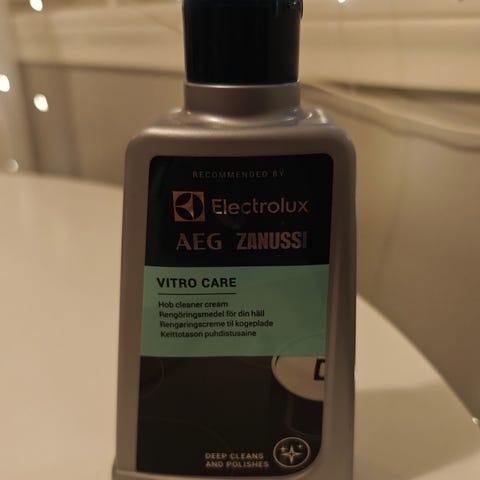 RECOMMENDED BY
Electrolux
AEG ZANUSSI
VITRO CARE
Hob cleaner cream
Rengöringsmedel för din häll
Rengøringscreme til kogeplade
Keittotason puhdistusaine
DEEP CLEANS
AND POLISHES